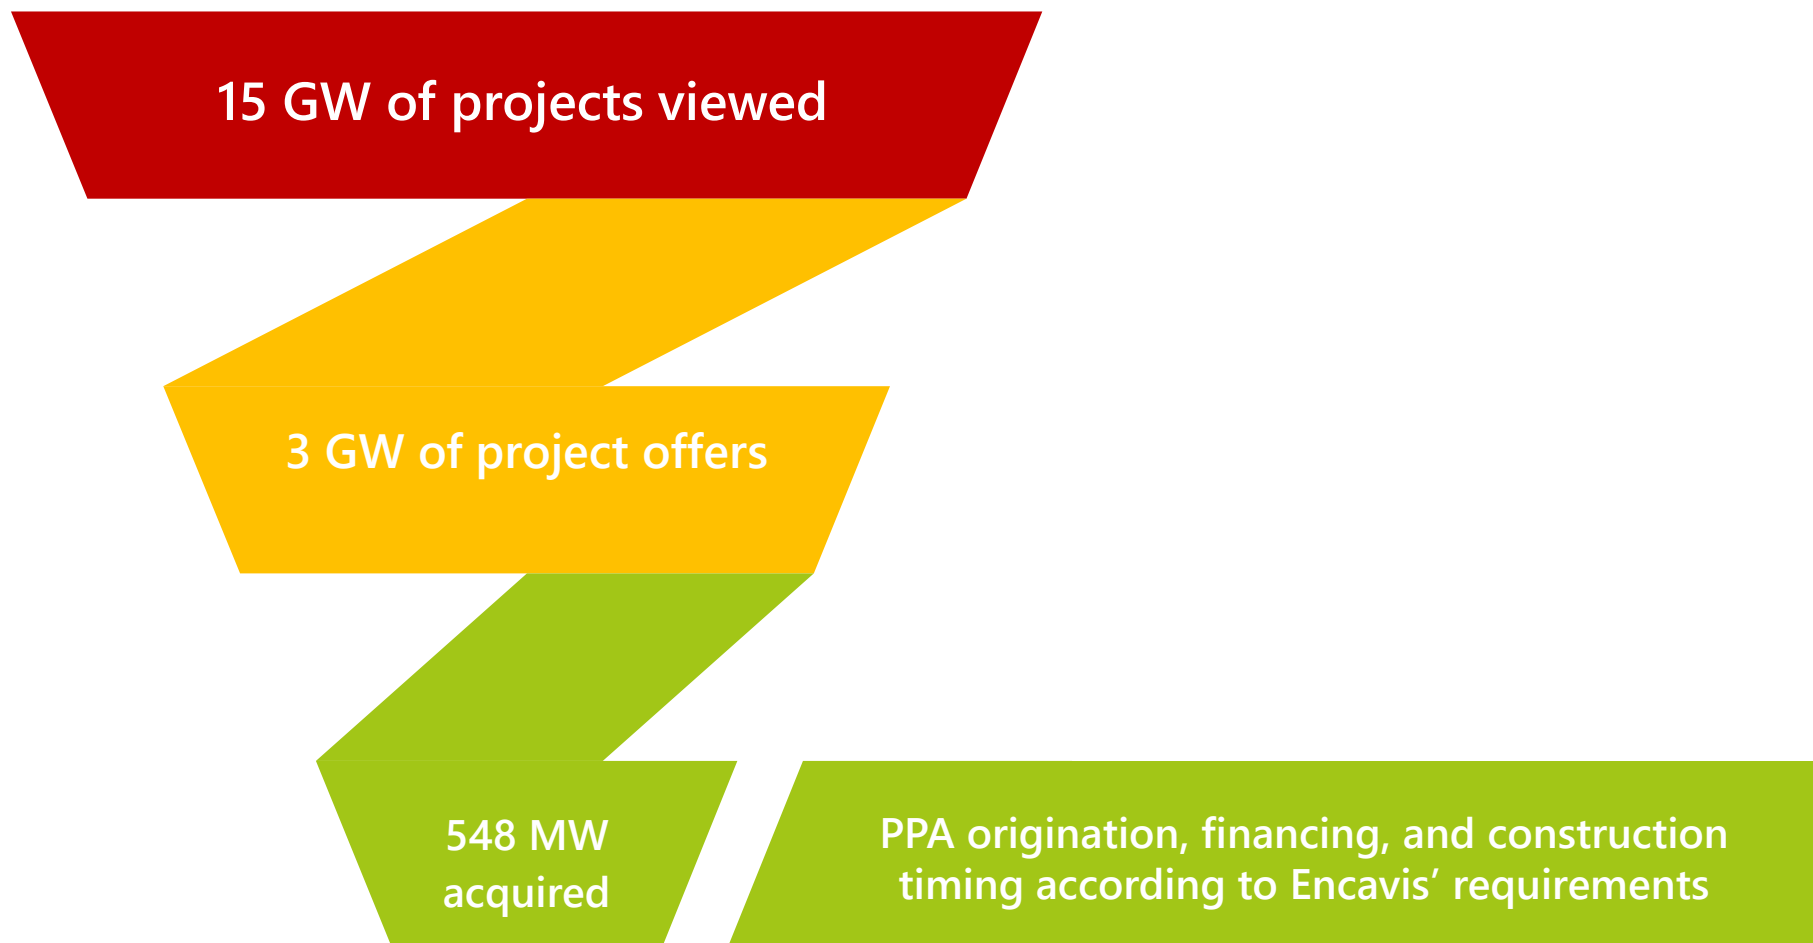 15 GW of projects viewed
3 GW of project offers
548 MW
acquired
PPA origination, financing, and construction
timing according to Encavis’ requirements